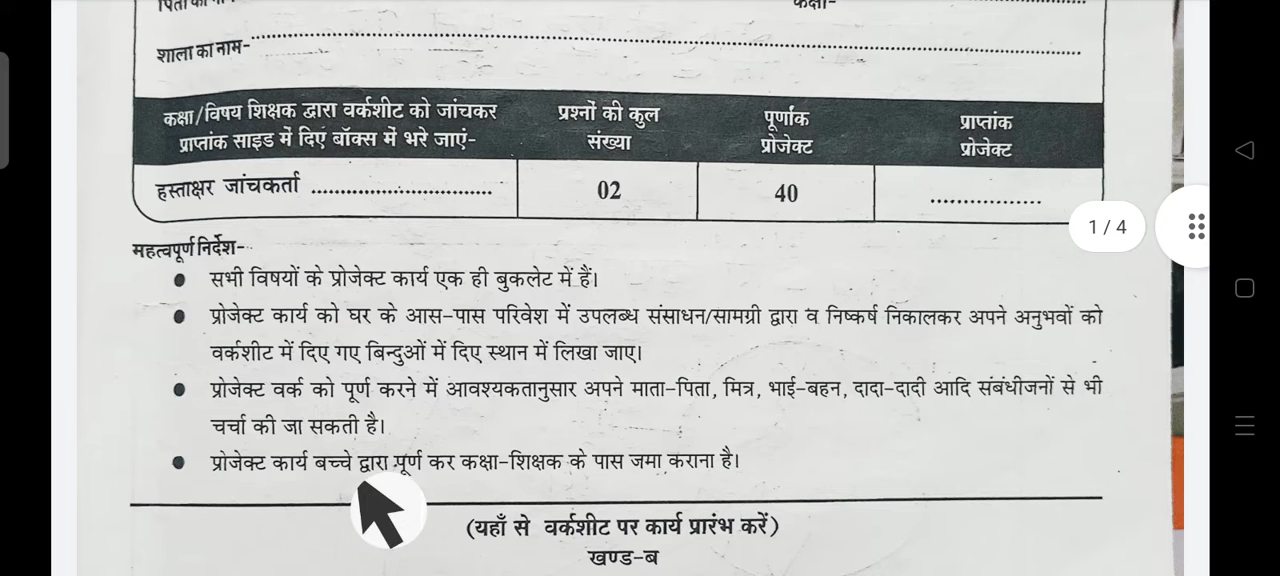 कक्षा-
शाला का नाम-
कक्षा/विषय शिक्षक द्वारा वर्कशीट को जांचकर
प्राप्तांक साइड में दिए बॉक्स में भरे जाएं-
प्रश्नों की कुल
संख्या
पूर्णांक
प्रोजेक्ट
प्राप्तांक
प्रोजेक्ट
हस्ताक्षर जांचकर्ता ..............................
02
40
..................
1 / 4
महत्वपूर्ण निर्देश-
● सभी विषयों के प्रोजेक्ट कार्य एक ही बुकलेट में हैं।
● प्रोजेक्ट कार्य को घर के आस-पास परिवेश में उपलब्ध संसाधन/सामग्री द्वारा व निष्कर्ष निकालकर अपने अनुभवों को
वर्कशीट में दिए गए बिन्दुओं में दिए स्थान में लिखा जाए।
● प्रोजेक्ट वर्क को पूर्ण करने में आवश्यकतानुसार अपने माता-पिता, मित्र, भाई-बहन, दादा-दादी आदि संबंधीजनों से भी
चर्चा की जा सकती है।
● प्रोजेक्ट कार्य बच्चे द्वारा पूर्ण कर कक्षा-शिक्षक के पास जमा कराना है।
(यहाँ से वर्कशीट पर कार्य प्रारंभ करें)
खण्ड-ब